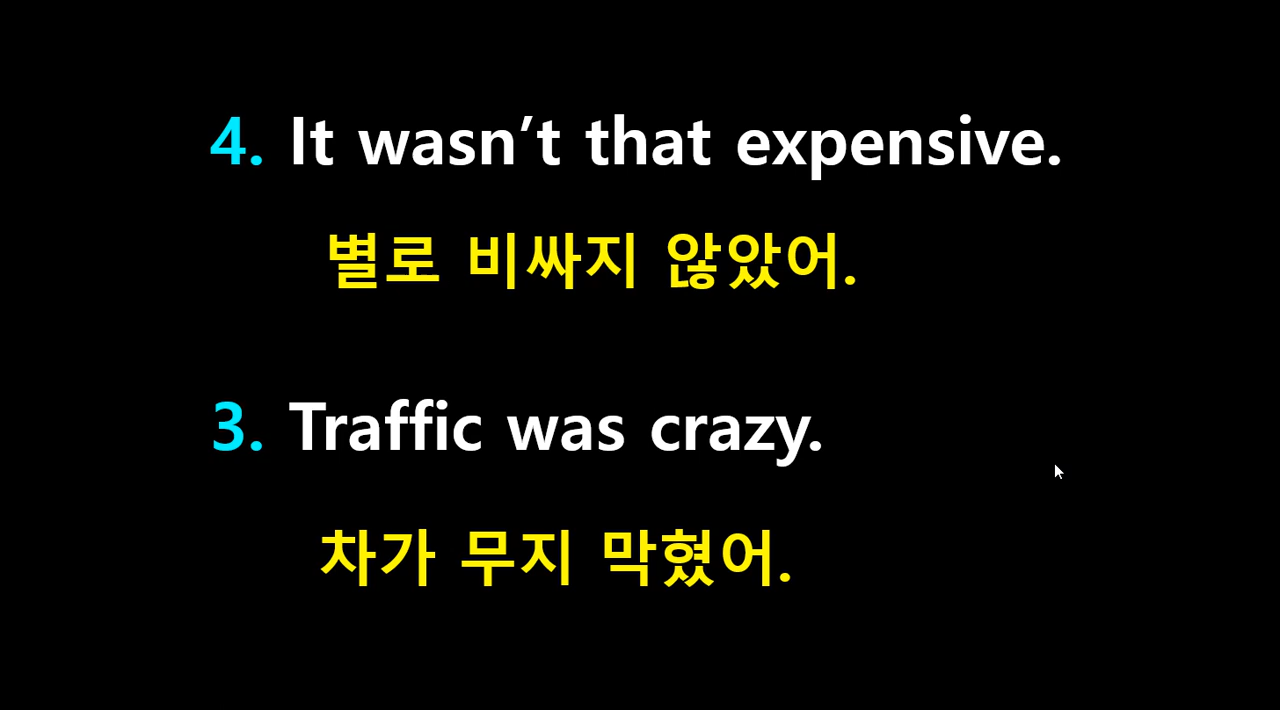 4. It wasn’t that expensive.
별로 비싸지 않았어.
3. Traffic was crazy.
차가 무지 막혔어.